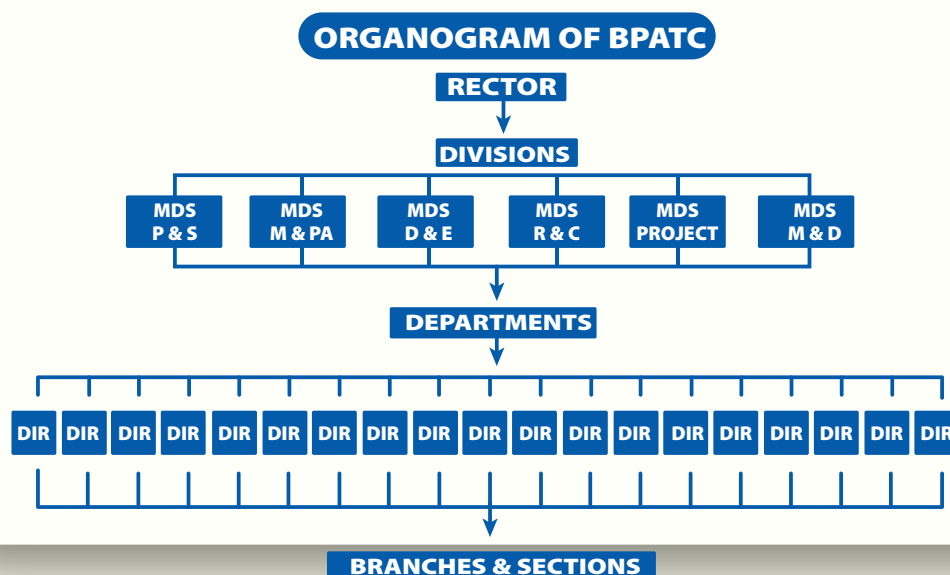 ORGANOGRAM OF BPATC
RECTOR
DIVISIONS
MDS
P & S
MDS
M & PA
MDS
D & E
MDS
R & C
MDS
PROJECT
MDS
M & D
DEPARTMENTS
DIR DIR DIR DIR DIR DIR DIR DIR DIR DIR DIR DIR DIR DIR DIR DIR DIR DIR DIR
BRANCHES & SECTIONS